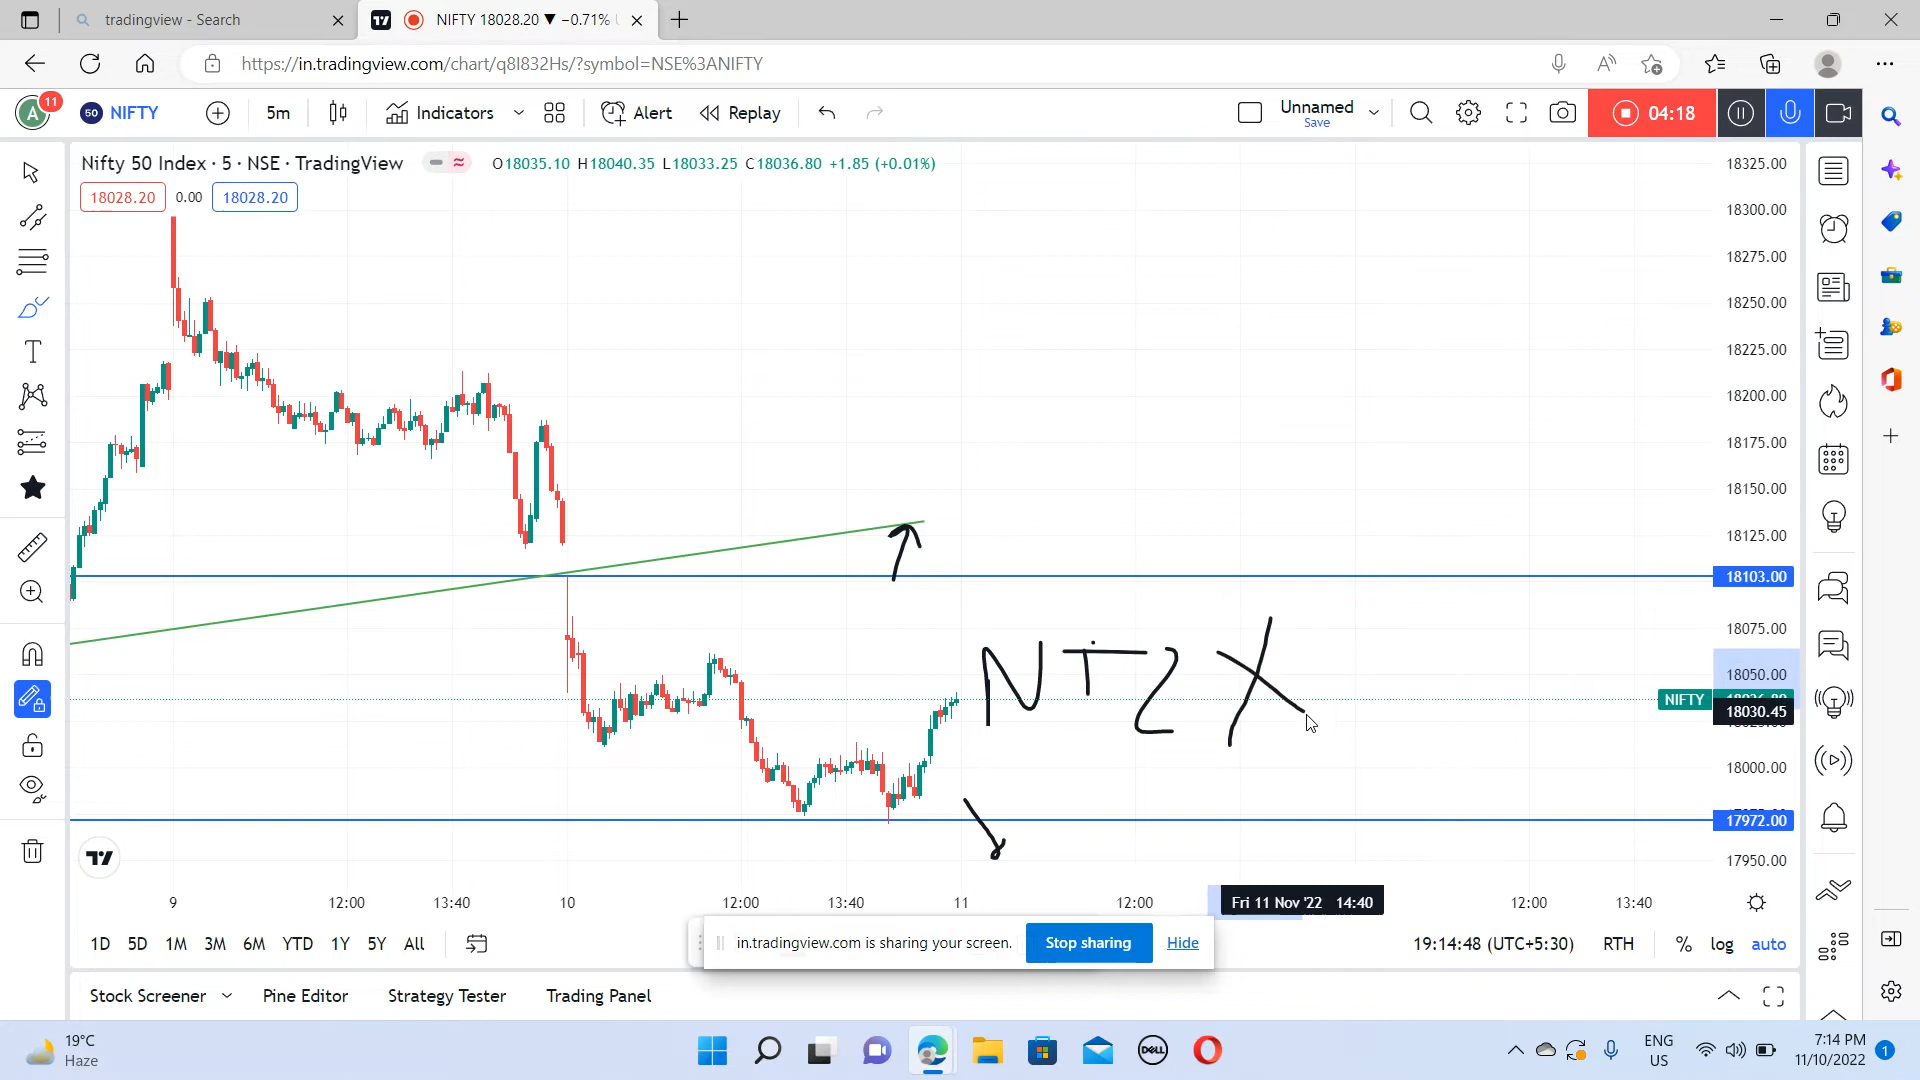 tradingview - Search
NIFTY 18028.20 ▼ −0.71% U
https://in.tradingview.com/chart/q8I832Hs/?symbol=NSE%3ANIFTY
A 11 50 NIFTY 5m Indicators Alert Replay Unnamed 04:18
Save
Nifty 50 Index · 5 · NSE · TradingView O18035.10 H18040.35 L18033.25 C18036.80 +1.85 (+0.01%)
18028.20 0.00 18028.20
18325.00
18300.00
18275.00
18250.00
18225.00
18200.00
18175.00
18150.00
18125.00
18103.00
18075.00
18050.00
NTZX
NIFTY
18030.45
18000.00
17972.00
17950.00
9 12:00 13:40 10 12:00 13:40 11 12:00 Fri 11 Nov '22 14:40 12:00 13:40
1D 5D 1M 3M 6M YTD 1Y 5Y All
in.tradingview.com is sharing your screen. Stop sharing Hide
19:14:48 (UTC+5:30) RTH % log auto
Stock Screener Pine Editor Strategy Tester Trading Panel
19°C
Haze
DELL
ENG
US
7:14 PM
11/10/2022
1